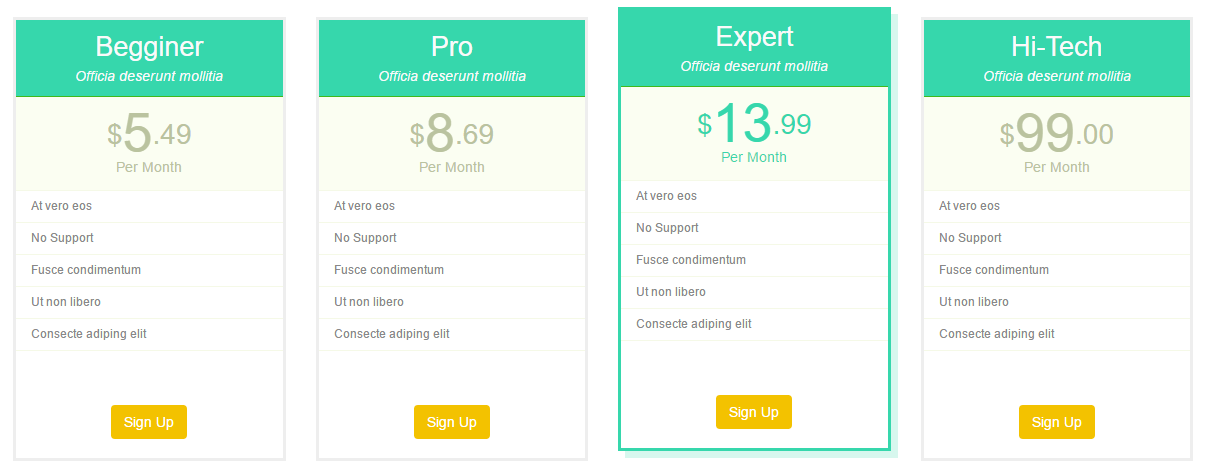 Begginer
Officia deserunt mollitia
$5.49
Per Month
At vero eos
No Support
Fusce condimentum
Ut non libero
Consecte adiping elit
Sign Up
Pro
Officia deserunt mollitia
$8.69
Per Month
At vero eos
No Support
Fusce condimentum
Ut non libero
Consecte adiping elit
Sign Up
Expert
Officia deserunt mollitia
$13.99
Per Month
At vero eos
No Support
Fusce condimentum
Ut non libero
Consecte adiping elit
Sign Up
Hi-Tech
Officia deserunt mollitia
$99.00
Per Month
At vero eos
No Support
Fusce condimentum
Ut non libero
Consecte adiping elit
Sign Up